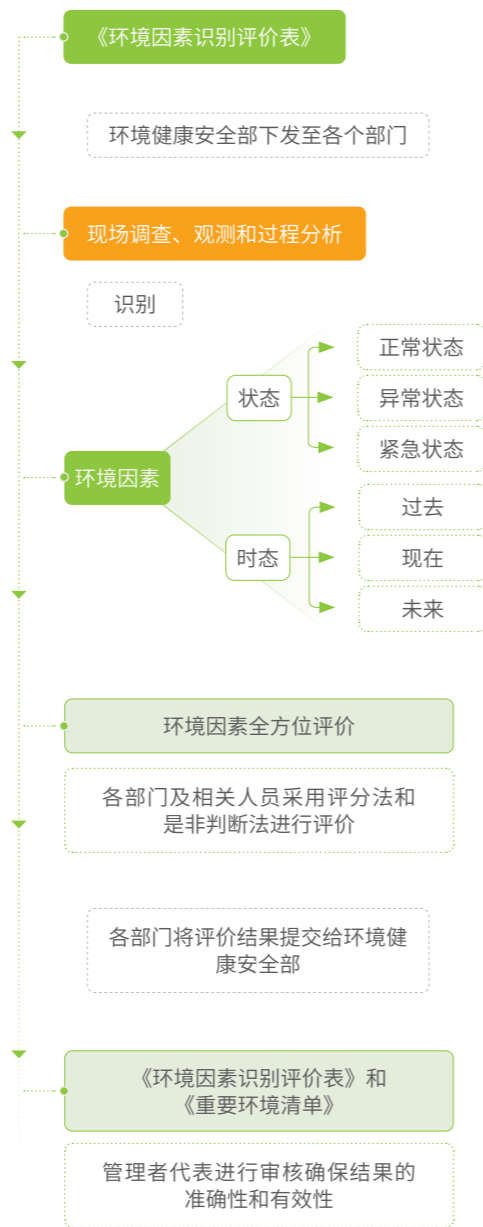 《环境因素识别评价表》
环境健康安全部下发至各个部门
现场调查、观测和过程分析
识别
正常状态
状态
异常状态
紧急状态
环境因素
过去
时态
现在
未来
环境因素全方位评价
各部门及相关人员采用评分法和
是非判断法进行评价
各部门将评价结果提交给环境健
康安全部
《环境因素识别评价表》和
《重要环境清单》
管理者代表进行审核确保结果的
准确性和有效性